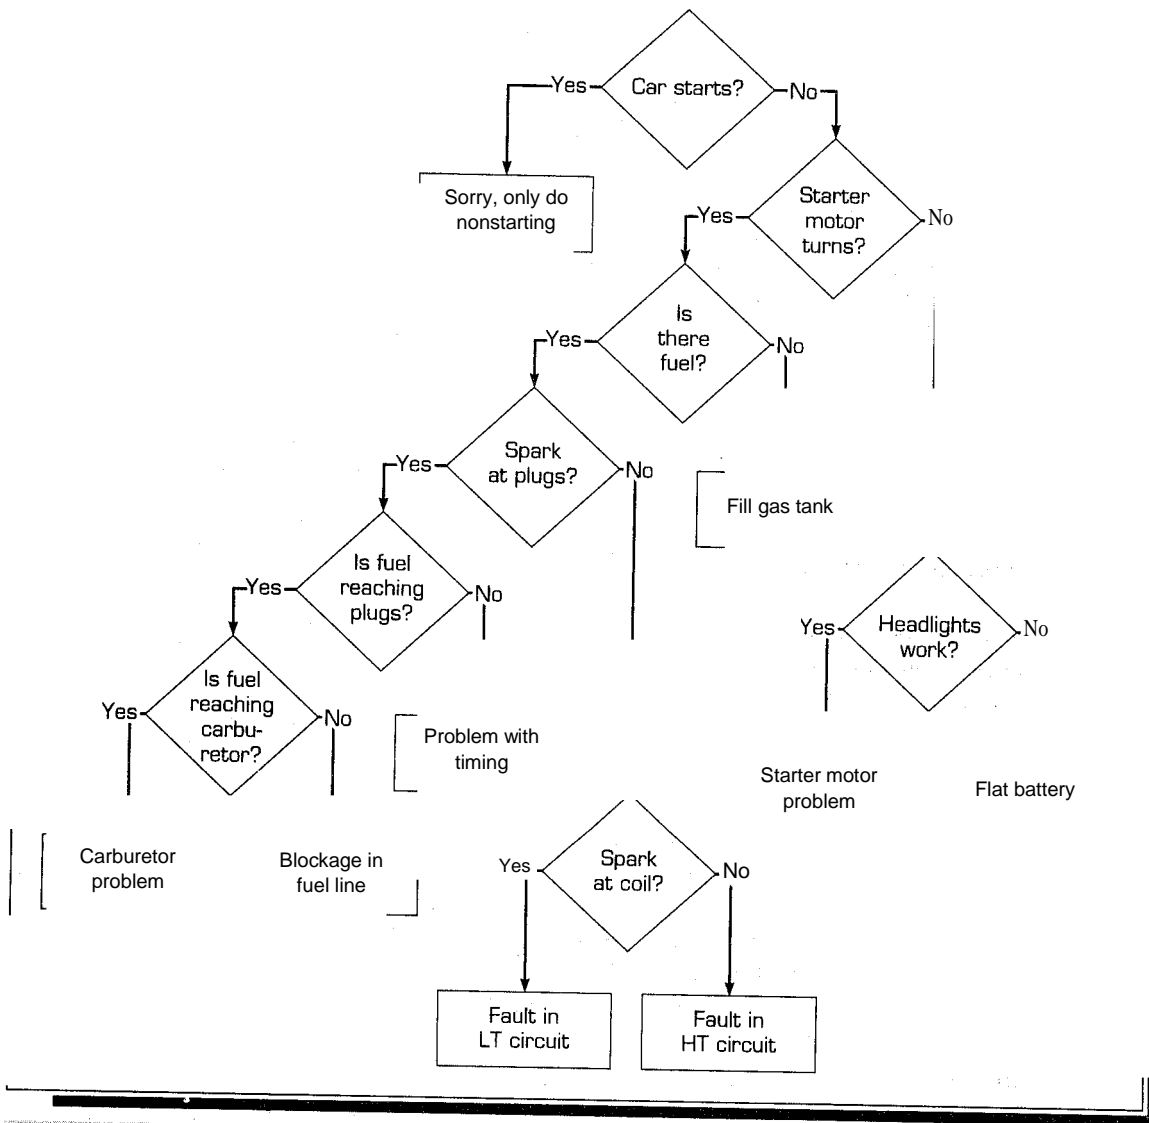 Car starts?
Yes
No
Sorry, only do
nonstarting
Starter
motor
turns?
Yes
No
Is
there
fuel?
Yes
No
Spark
at plugs?
Yes
No
Fill gas tank
Is fuel
reaching
plugs?
Yes
No
Headlights
work?
Yes
No
Is fuel
reaching
carbu-
retor?
Yes
No
Problem with
timing
Starter motor
problem
Flat battery
Carburetor
problem
Blockage in
fuel line
Spark
at coil?
Yes
No
Fault in
LT circuit
Fault in
HT circuit